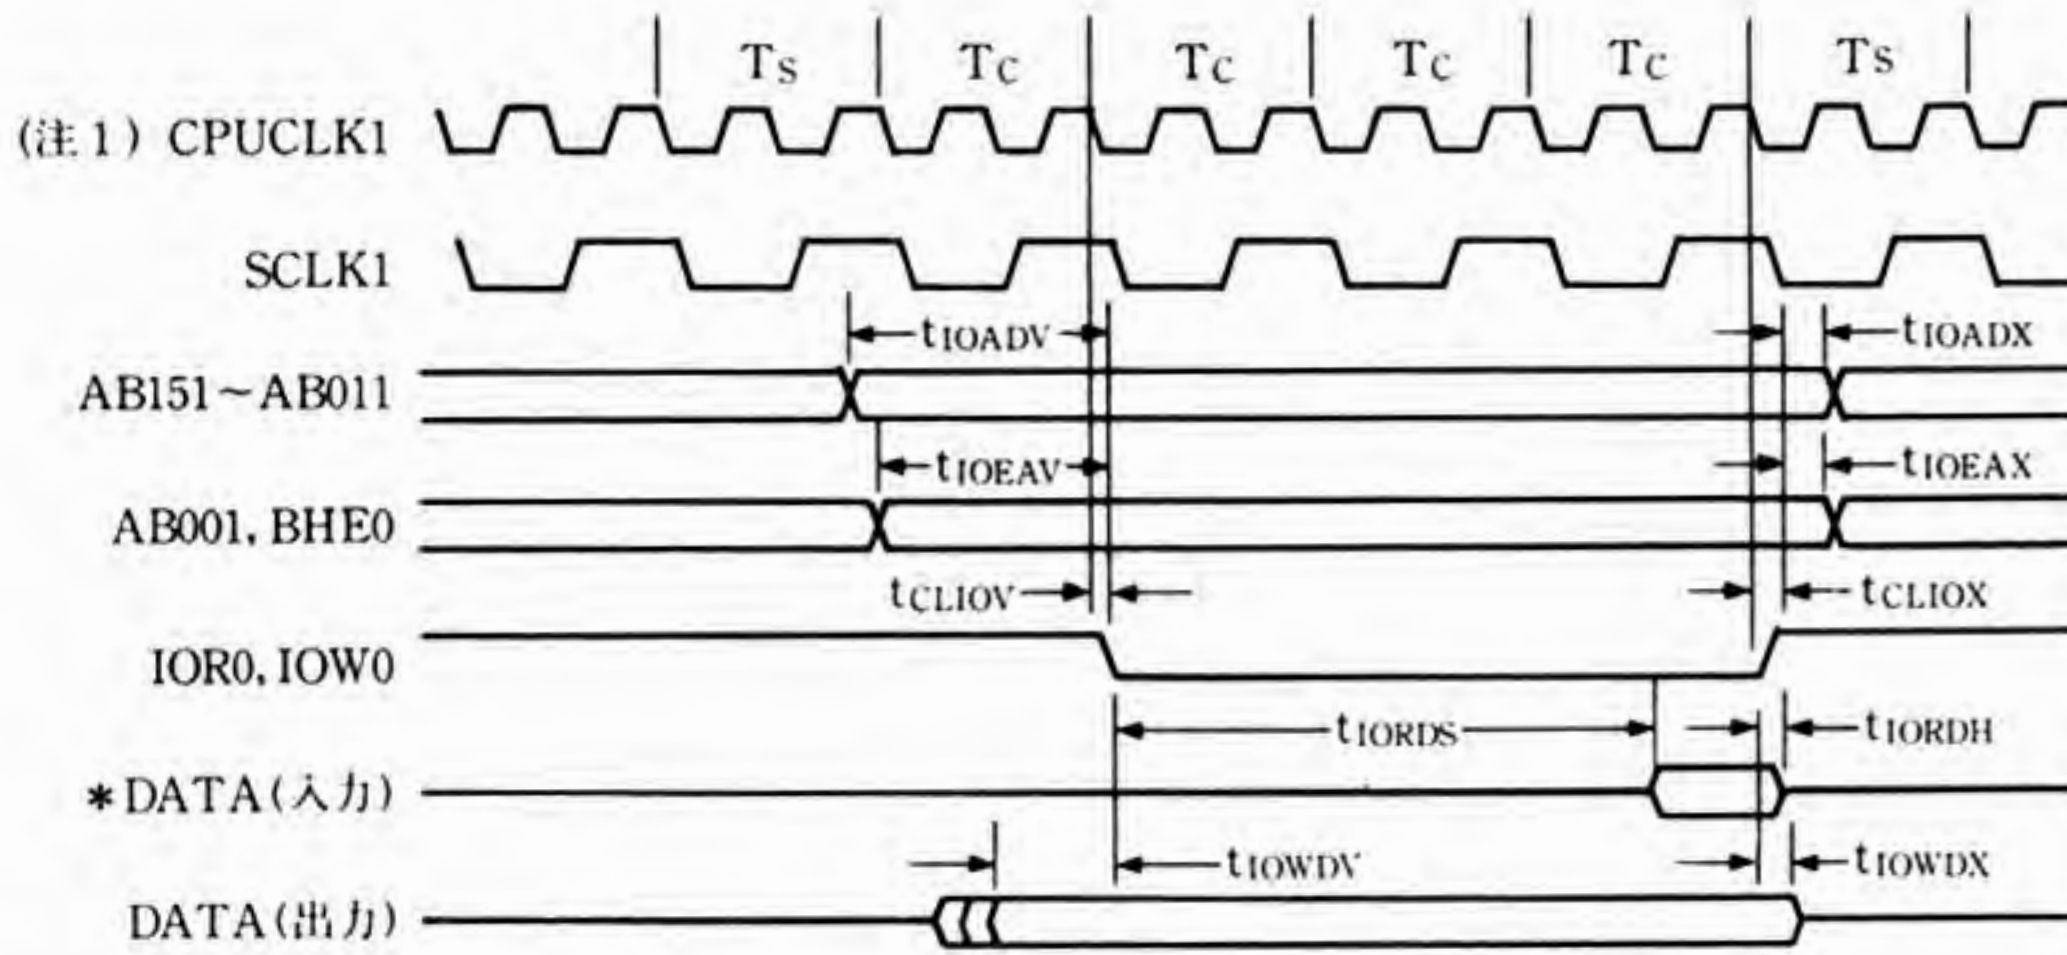 Ts Tc Tc Tc Tc Ts
(注1) CPUCLK1
SCLK1
tIOADV tIOADX
AB151~AB011
tIOEAV tIOEAX
AB001, BHE0
tCLIOV tCLIOX
IOR0, IOW0
tIORDS tIORDH
*DATA(入力)
tIOWDV tIOWDX
DATA(出力)